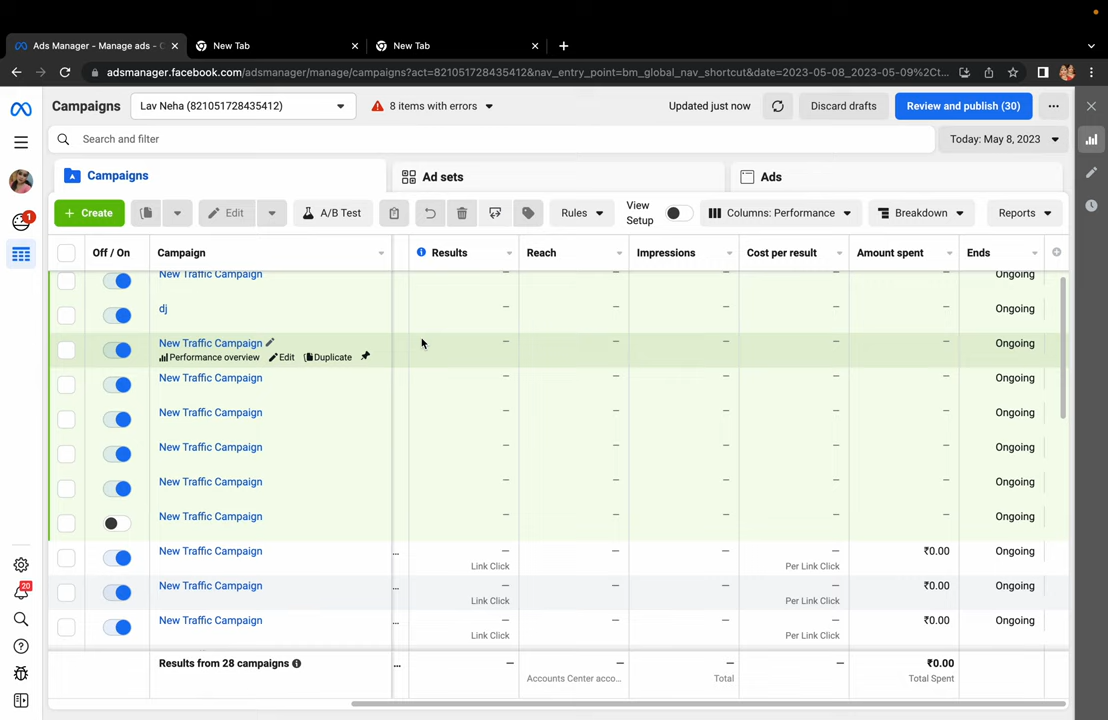 Ads Manager - Manage ads - C
New Tab
New Tab
adsmanager.facebook.com/adsmanager/manage/campaigns?act=821051728435412&nav_entry_point=bm_global_nav_shortcut&date=2023-05-08_2023-05-09%2Ct...
Campaigns
Lav Neha (821051728435412)
8 items with errors
Updated just now
Discard drafts
Review and publish (30)
Search and filter
Today: May 8, 2023
Campaigns
Ad sets
Ads
+ Create
Edit
A/B Test
Rules
View Setup
Columns: Performance
Breakdown
Reports
Off / On
Campaign
Results
Reach
Impressions
Cost per result
Amount spent
Ends
New Traffic Campaign — — — — — Ongoing
dj — — — — — Ongoing
New Traffic Campaign — — — — — Ongoing
Performance overview Edit Duplicate
New Traffic Campaign — — — — — Ongoing
New Traffic Campaign — — — — — Ongoing
New Traffic Campaign — — — — — Ongoing
New Traffic Campaign — — — — — Ongoing
New Traffic Campaign — — — — — Ongoing
New Traffic Campaign ... — — — — ₹0.00 Ongoing
Link Click Per Link Click
New Traffic Campaign ... — — — — ₹0.00 Ongoing
Link Click Per Link Click
New Traffic Campaign ... — — — — ₹0.00 Ongoing
Link Click Per Link Click
Results from 28 campaigns ... — — — — ₹0.00
Accounts Center acco... Total Total Spent
1
20